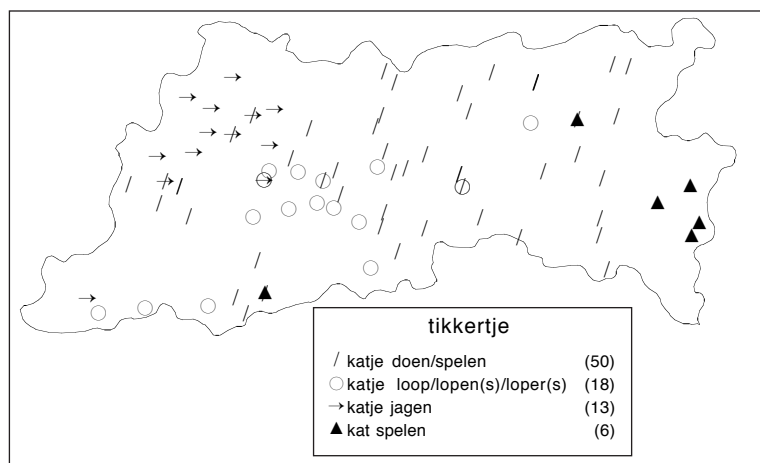 tikkertje
katje doen/spelen (50)
katje loop/lopen(s)/loper(s) (18)
katje jagen (13)
kat spelen (6)